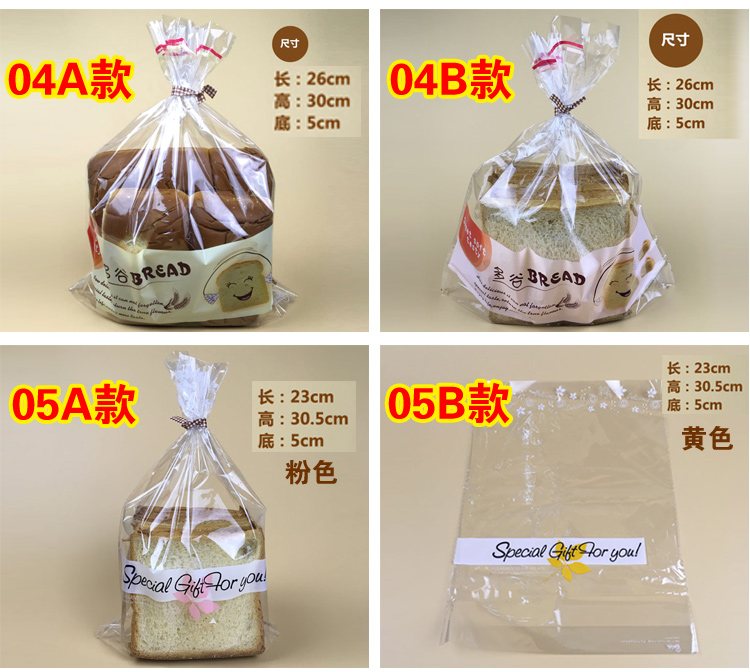 04A款
尺寸
长：26cm
高：30cm
底：5cm
多谷BREAD
04B款
尺寸
长：26cm
高：30cm
底：5cm
多谷BREAD
05A款
长：23cm
高：30.5cm
底：5cm
粉色
Special Gift For you!
05B款
长：23cm
高：30.5cm
底：5cm
黄色
Special Gift For you!